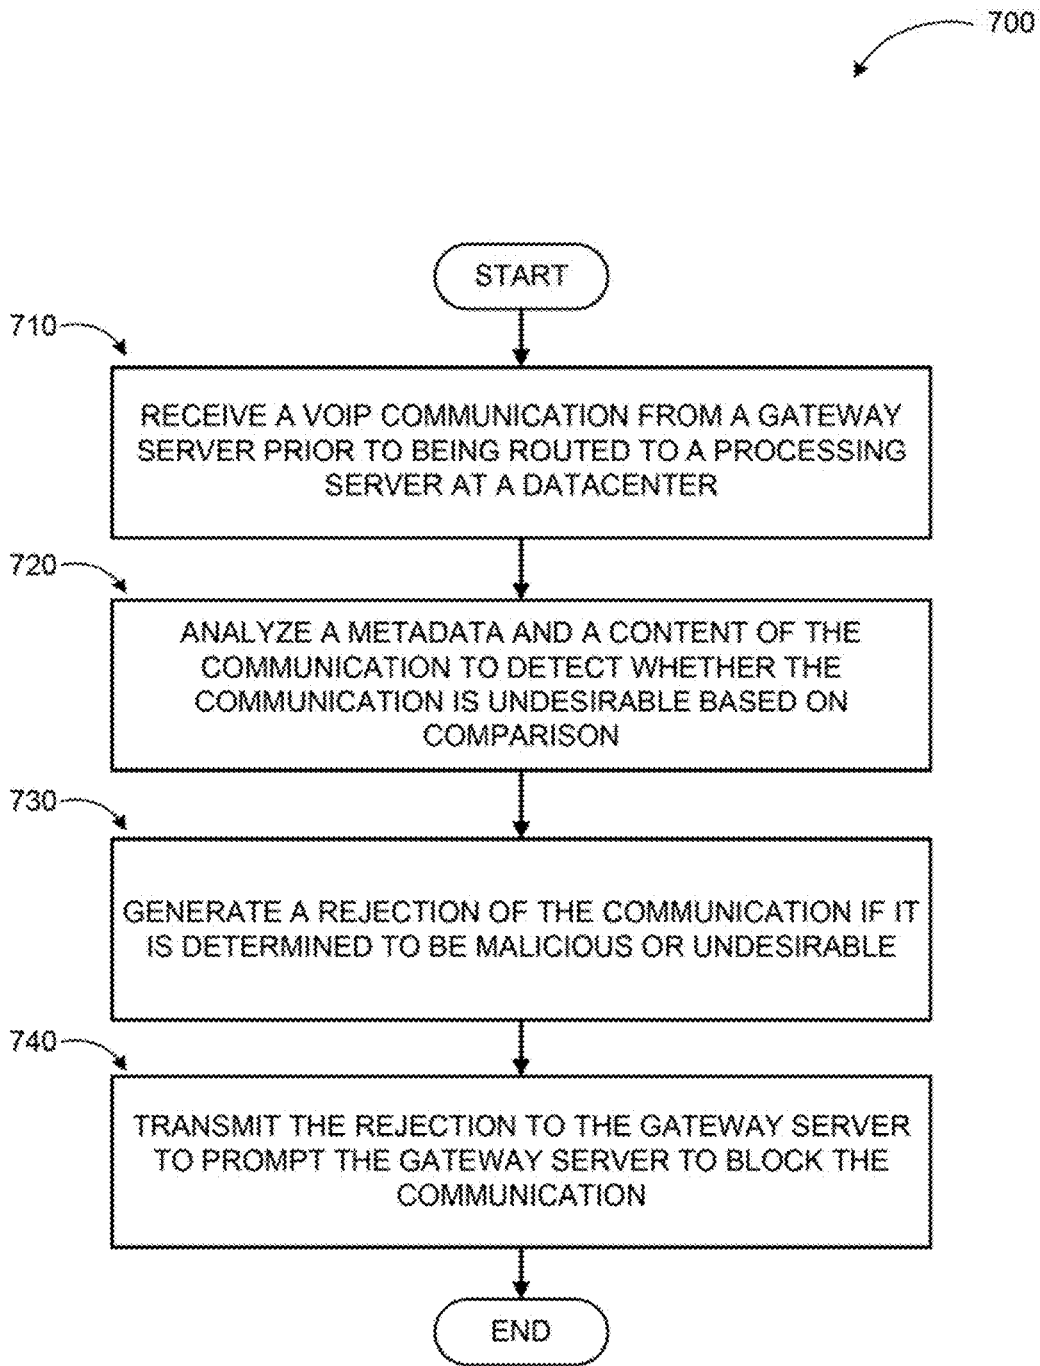 700
START
710
RECEIVE A VOIP COMMUNICATION FROM A GATEWAY
SERVER PRIOR TO BEING ROUTED TO A PROCESSING
SERVER AT A DATACENTER
720
ANALYZE A METADATA AND A CONTENT OF THE
COMMUNICATION TO DETECT WHETHER THE
COMMUNICATION IS UNDESIRABLE BASED ON
COMPARISON
730
GENERATE A REJECTION OF THE COMMUNICATION IF IT
IS DETERMINED TO BE MALICIOUS OR UNDESIRABLE
740
TRANSMIT THE REJECTION TO THE GATEWAY SERVER
TO PROMPT THE GATEWAY SERVER TO BLOCK THE
COMMUNICATION
END